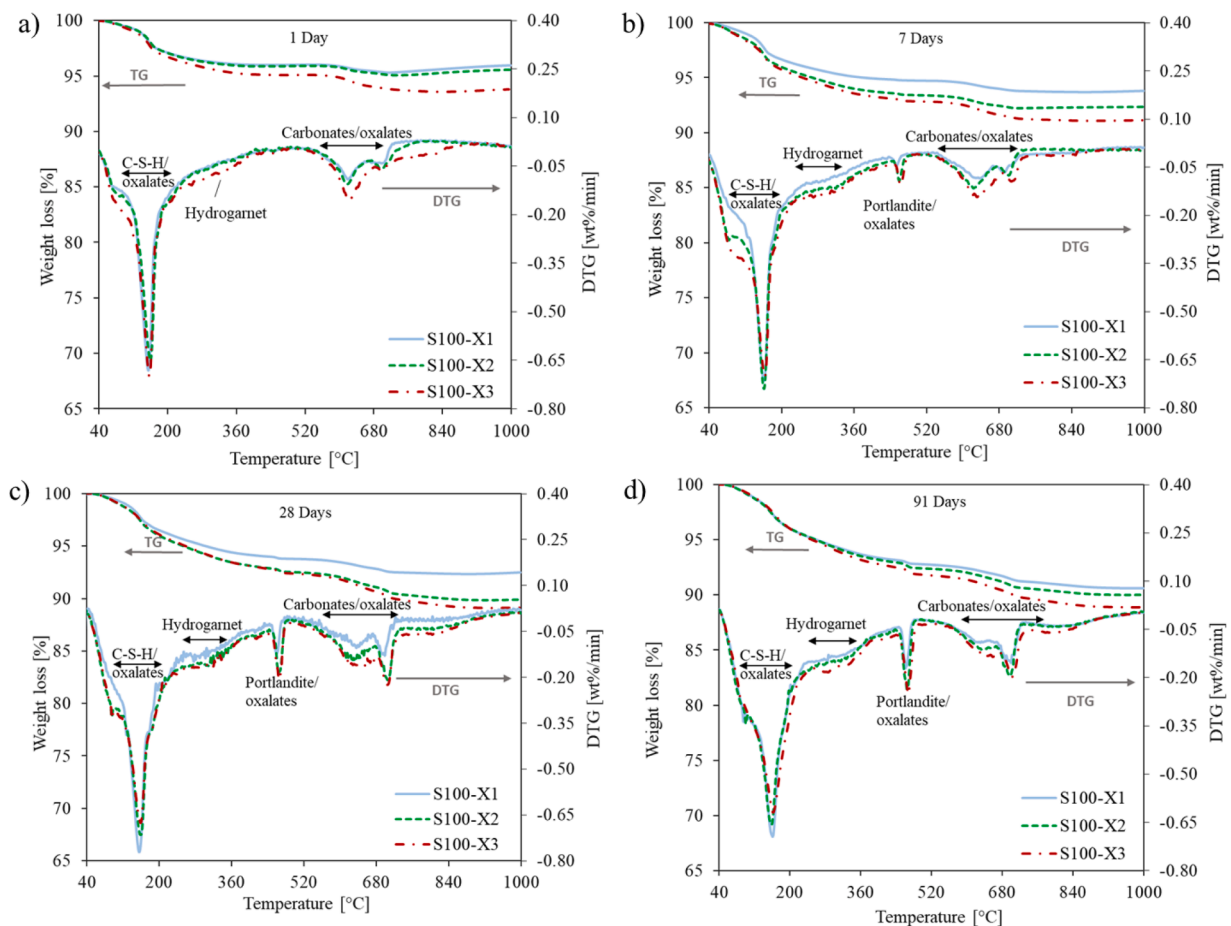 a)
1 Day
TG
C-S-H/
oxalates
Hydrogarnet
Carbonates/oxalates
DTG
S100-X1
S100-X2
S100-X3
Weight loss [%]
100
95
90
85
80
75
70
65
DTG [wt%/min]
0.40
0.25
0.10
-0.05
-0.20
-0.35
-0.50
-0.65
-0.80
40 200 360 520 680 840 1000
Temperature [°C]
b)
7 Days
TG
C-S-H/
oxalates
Hydrogarnet
Portlandite/
oxalates
Carbonates/oxalates
DTG
S100-X1
S100-X2
S100-X3
Weight loss [%]
100
95
90
85
80
75
70
65
DTG [wt%/min]
0.40
0.25
0.10
-0.05
-0.20
-0.35
-0.50
-0.65
-0.80
40 200 360 520 680 840 1000
Temperature [°C]
c)
28 Days
TG
C-S-H/
oxalates
Hydrogarnet
Portlandite/
oxalates
Carbonates/oxalates
DTG
S100-X1
S100-X2
S100-X3
Weight loss [%]
100
95
90
85
80
75
70
65
DTG [wt%/min]
0.40
0.25
0.10
-0.05
-0.20
-0.35
-0.50
-0.65
-0.80
40 200 360 520 680 840 1000
Temperature [°C]
d)
91 Days
TG
C-S-H/
oxalates
Hydrogarnet
Portlandite/
oxalates
Carbonates/oxalates
DTG
S100-X1
S100-X2
S100-X3
Weight loss [%]
100
95
90
85
80
75
70
65
DTG [wt%/min]
0.40
0.25
0.10
-0.05
-0.20
-0.35
-0.50
-0.65
-0.80
40 200 360 520 680 840 1000
Temperature [°C]